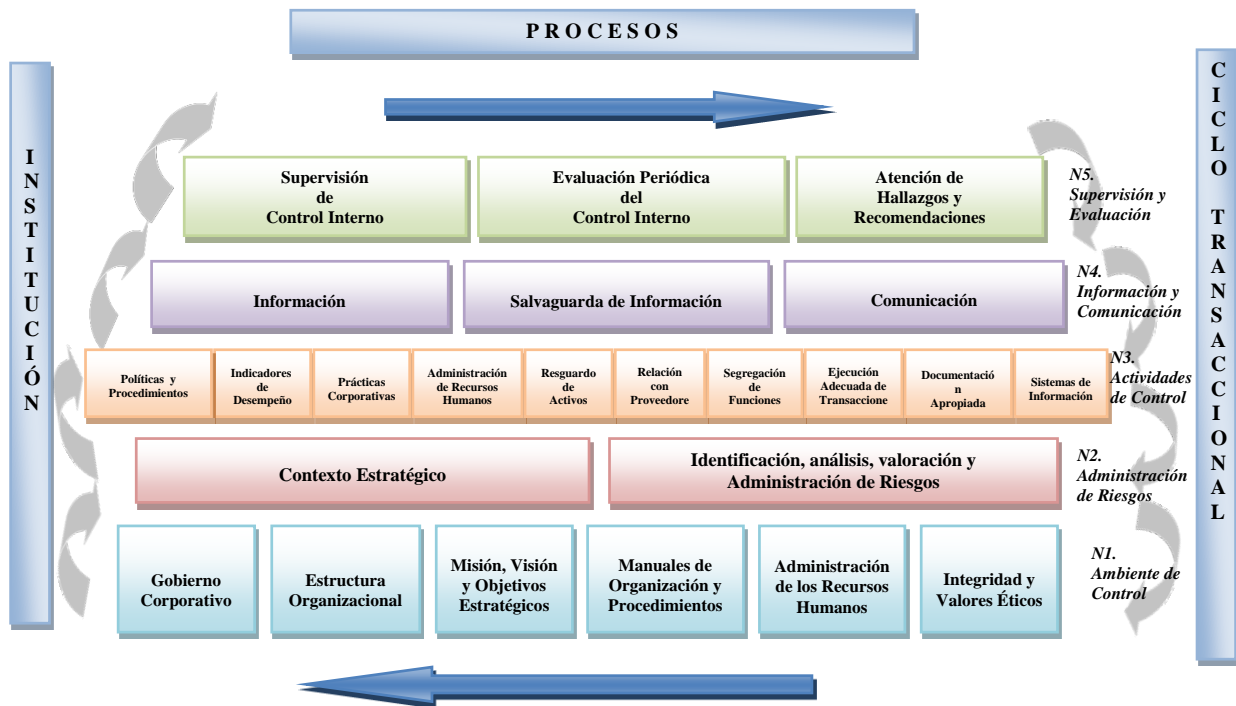 PROCESOS
INSTITUCIÓN
CICLO TRANSACCIONAL
Supervisión
de
Control Interno
Evaluación Periódica
del
Control Interno
Atención de
Hallazgos y
Recomendaciones
N5.
Supervisión y
Evaluación
Información
Salvaguarda de Información
Comunicación
N4.
Información y
Comunicación
Políticas y
Procedimientos
Indicadores
de
Desempeño
Prácticas
Corporativas
Administración
de Recursos
Humanos
Resguardo
de
Activos
Relación
con
Proveedore
Segregación
de
Funciones
Ejecución
Adecuada de
Transaccione
Documentació
n
Apropiada
Sistemas de
Información
N3.
Actividades
de Control
Contexto Estratégico
Identificación, análisis, valoración y
Administración de Riesgos
N2.
Administración
de Riesgos
Gobierno
Corporativo
Estructura
Organizacional
Misión, Visión
y Objetivos
Estratégicos
Manuales de
Organización y
Procedimientos
Administración
de los Recursos
Humanos
Integridad y
Valores Éticos
N1.
Ambiente de
Control